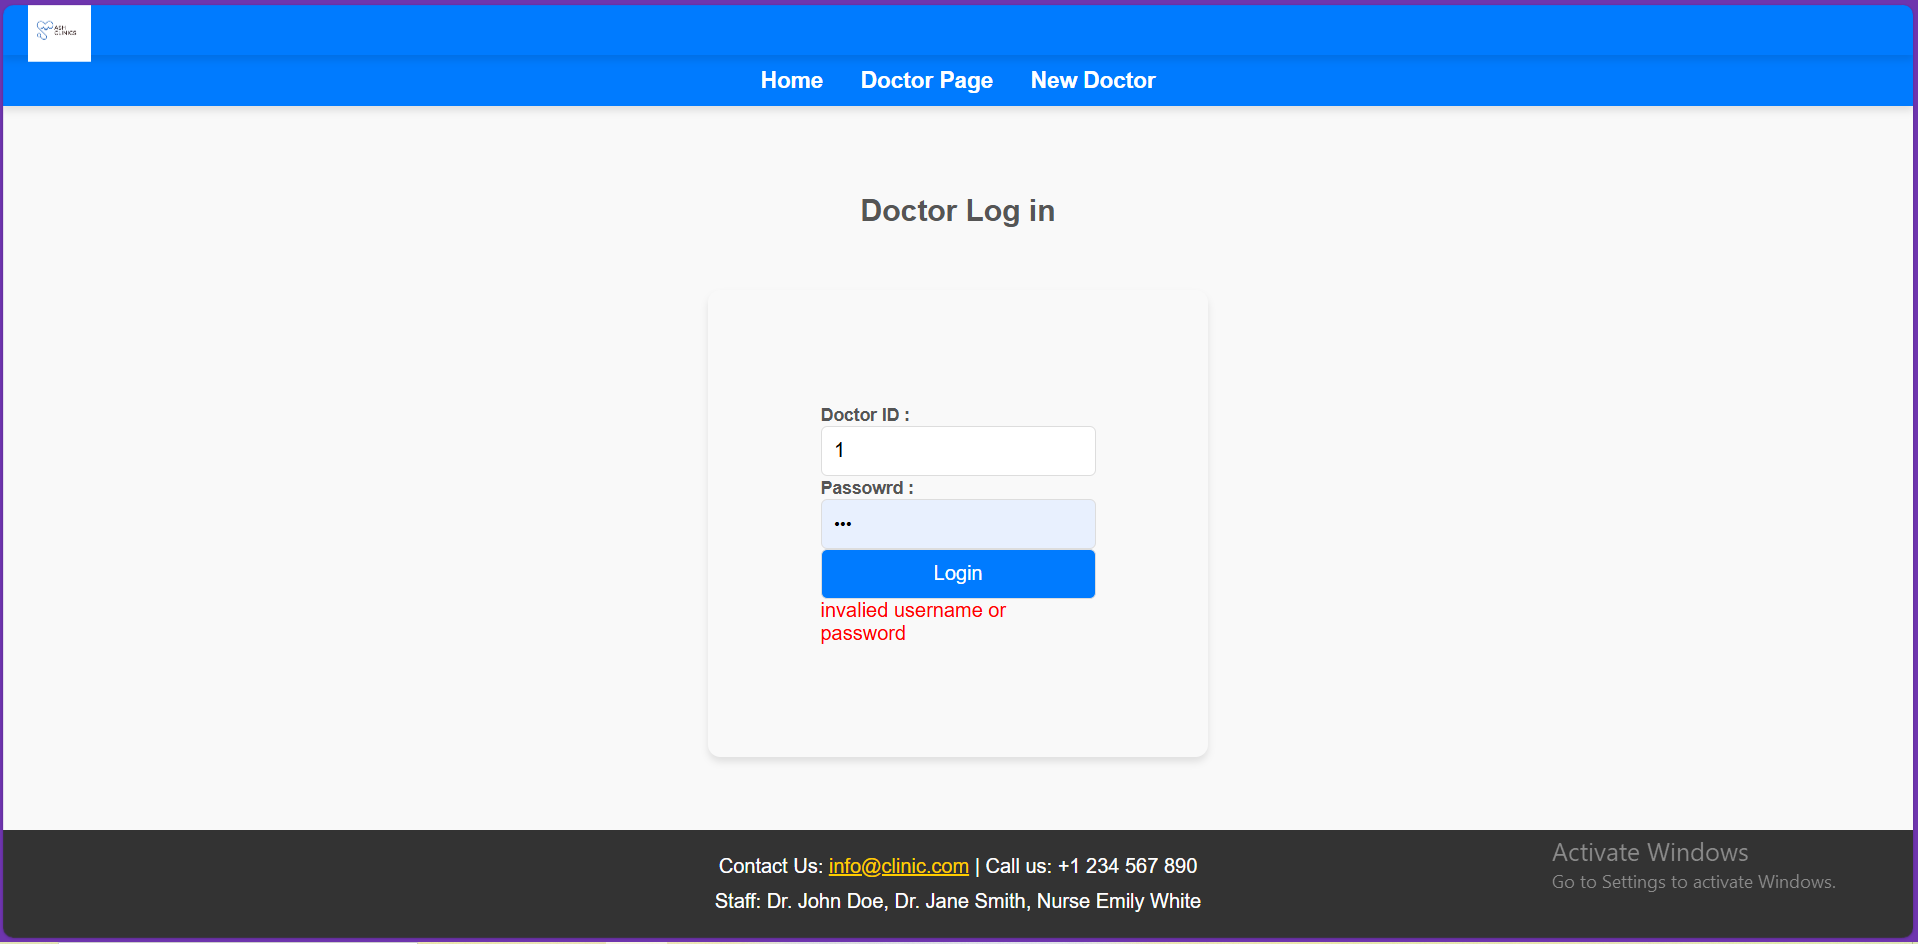 ASH
CLINICS
Home Doctor Page New Doctor
Doctor Log in
Doctor ID :
1
Passowrd :
•••
Login
invalied username or
password
Contact Us: info@clinic.com | Call us: +1 234 567 890
Staff: Dr. John Doe, Dr. Jane Smith, Nurse Emily White
Activate Windows
Go to Settings to activate Windows.